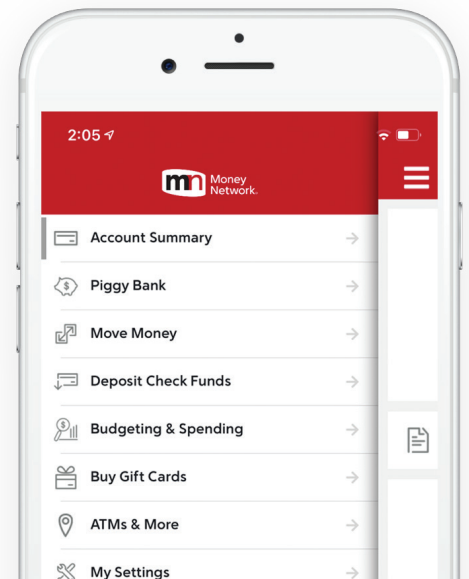 2:05
mn Money
Network.
Account Summary
Piggy Bank
Move Money
Deposit Check Funds
Budgeting & Spending
Buy Gift Cards
ATMs & More
My Settings